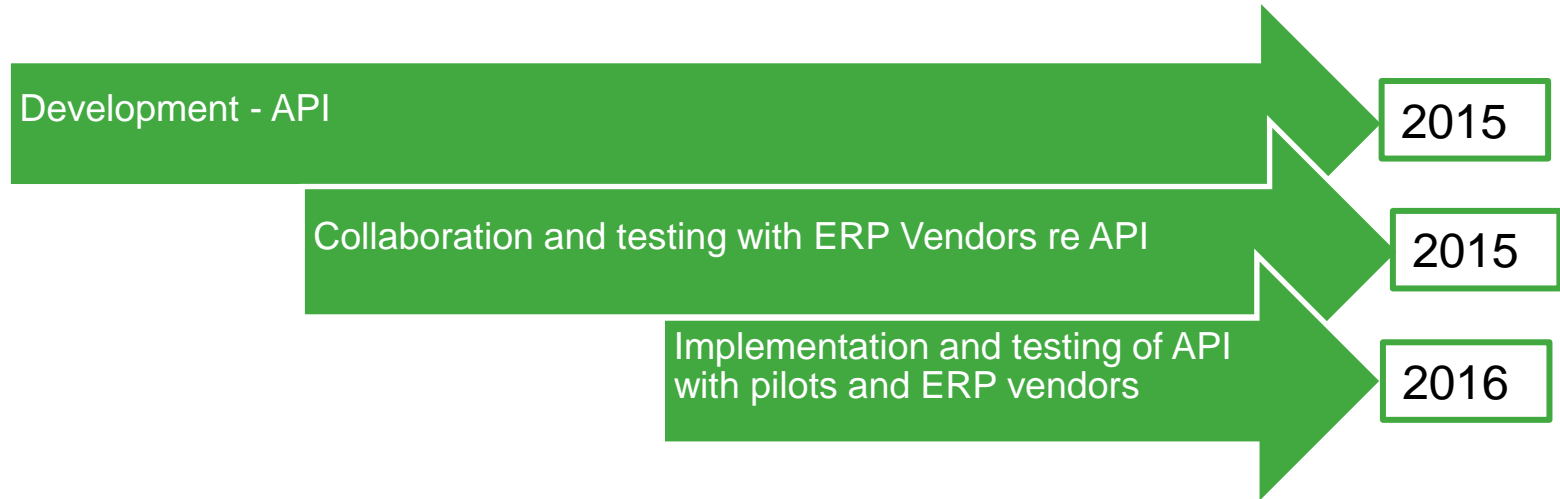 Development - API
2015
Collaboration and testing with ERP Vendors re API
2015
Implementation and testing of API
with pilots and ERP vendors
2016